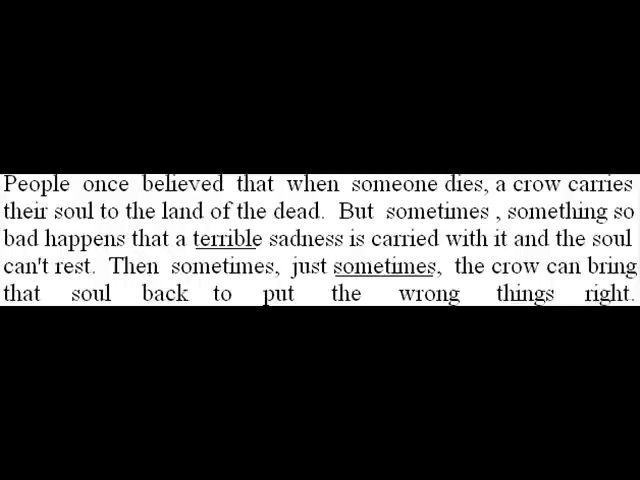 People once believed that when someone dies, a crow carries
their soul to the land of the dead. But sometimes , something so
bad happens that a terrible sadness is carried with it and the soul
can't rest. Then sometimes, just sometimes, the crow can bring
that soul back to put the wrong things right.